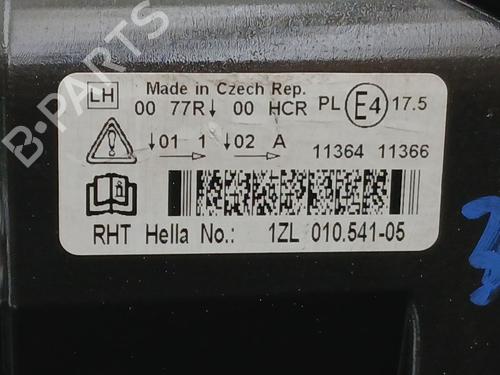 B-PARTS
LH Made in Czech Rep.
00 77R↓ 00 HCR PL E4 17.5
↓01 1 ↓02 A
11364 11366
RHT Hella No.: 1ZL 010.541-05